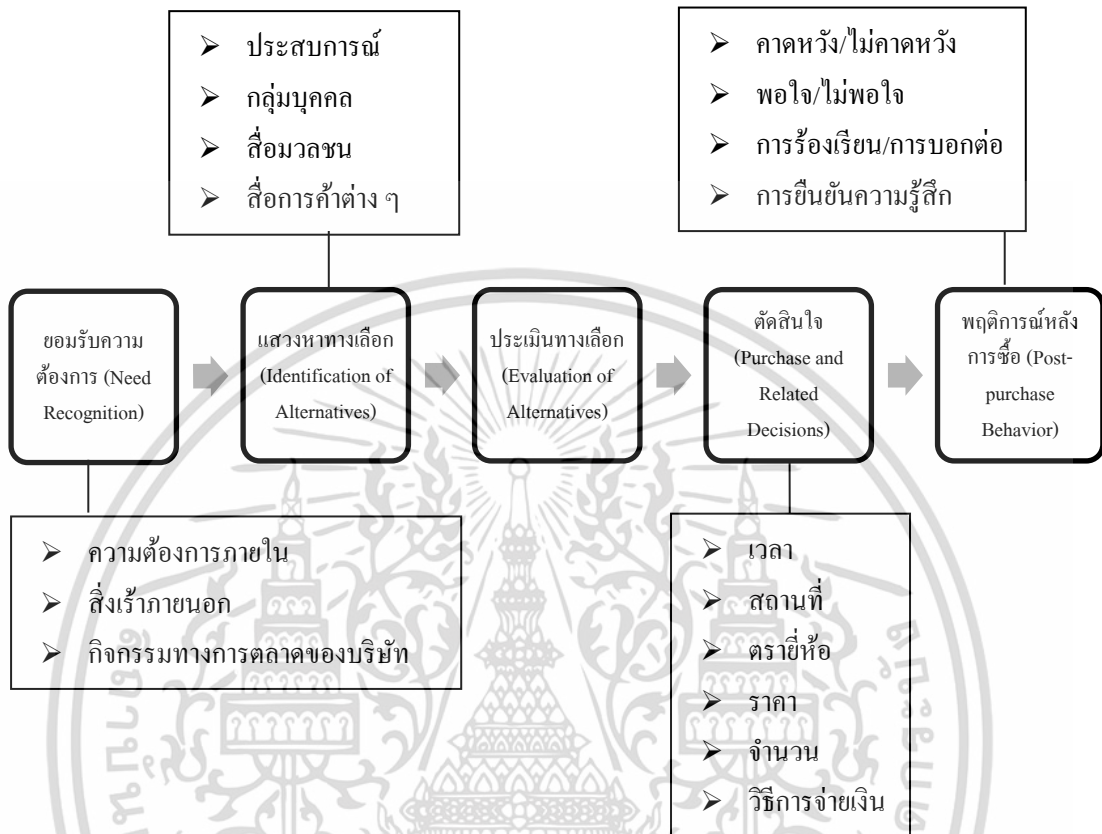 ประสบการณ์
กลุ่มบุคคล
สื่อมวลชน
สื่อการค้าต่าง ๆ
คาดหวัง/ไม่คาดหวัง
พอใจ/ไม่พอใจ
การร้องเรียน/การบอกต่อ
การยืนยันความรู้สึก
ยอมรับความ
ต้องการ (Need
Recognition)
แสวงหาทางเลือก
(Identification of
Alternatives)
ประเมินทางเลือก
(Evaluation of
Alternatives)
ตัดสินใจ
(Purchase and
Related
Decisions)
พฤติการณ์หลัง
การซื้อ (Post-
purchase
Behavior)
ความต้องการภายใน
สิ่งเร้าภายนอก
กิจกรรมทางการตลาดของบริษัท
เวลา
สถานที่
ตรายี่ห้อ
ราคา
จำนวน
วิธีการจ่ายเงิน